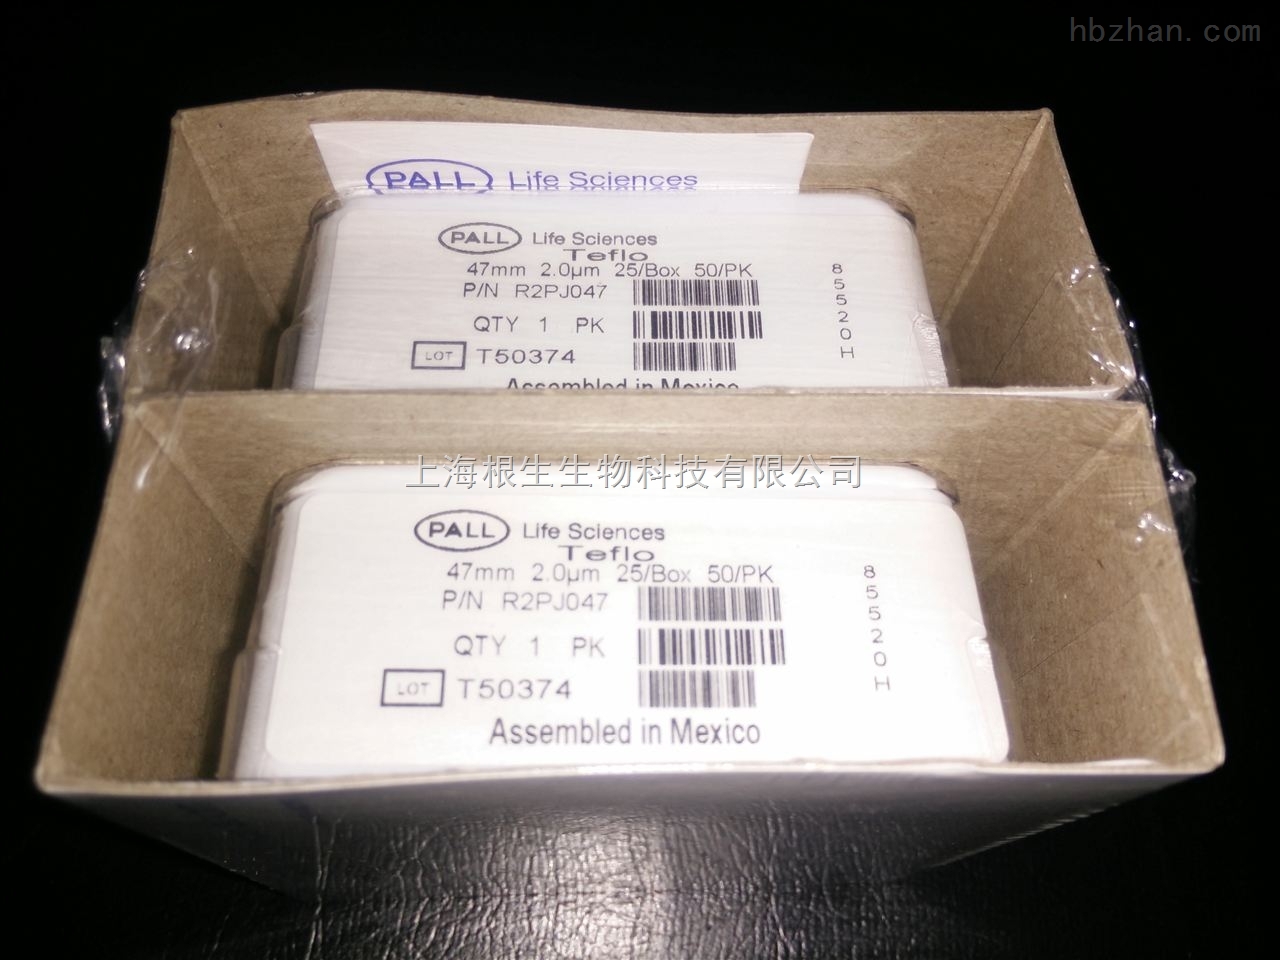 hbzhan.com
PALL Life Sciences
PALL Life Sciences
Teflo
47mm 2.0µm 25/Box 50/PK
P/N R2PJ047
QTY 1 PK
LOT T50374
Assembled in Mexico
85520H
上海根生生物科技有限公司
PALL Life Sciences
Teflo
47mm 2.0µm 25/Box 50/PK
P/N R2PJ047
QTY 1 PK
LOT T50374
Assembled in Mexico
85520H